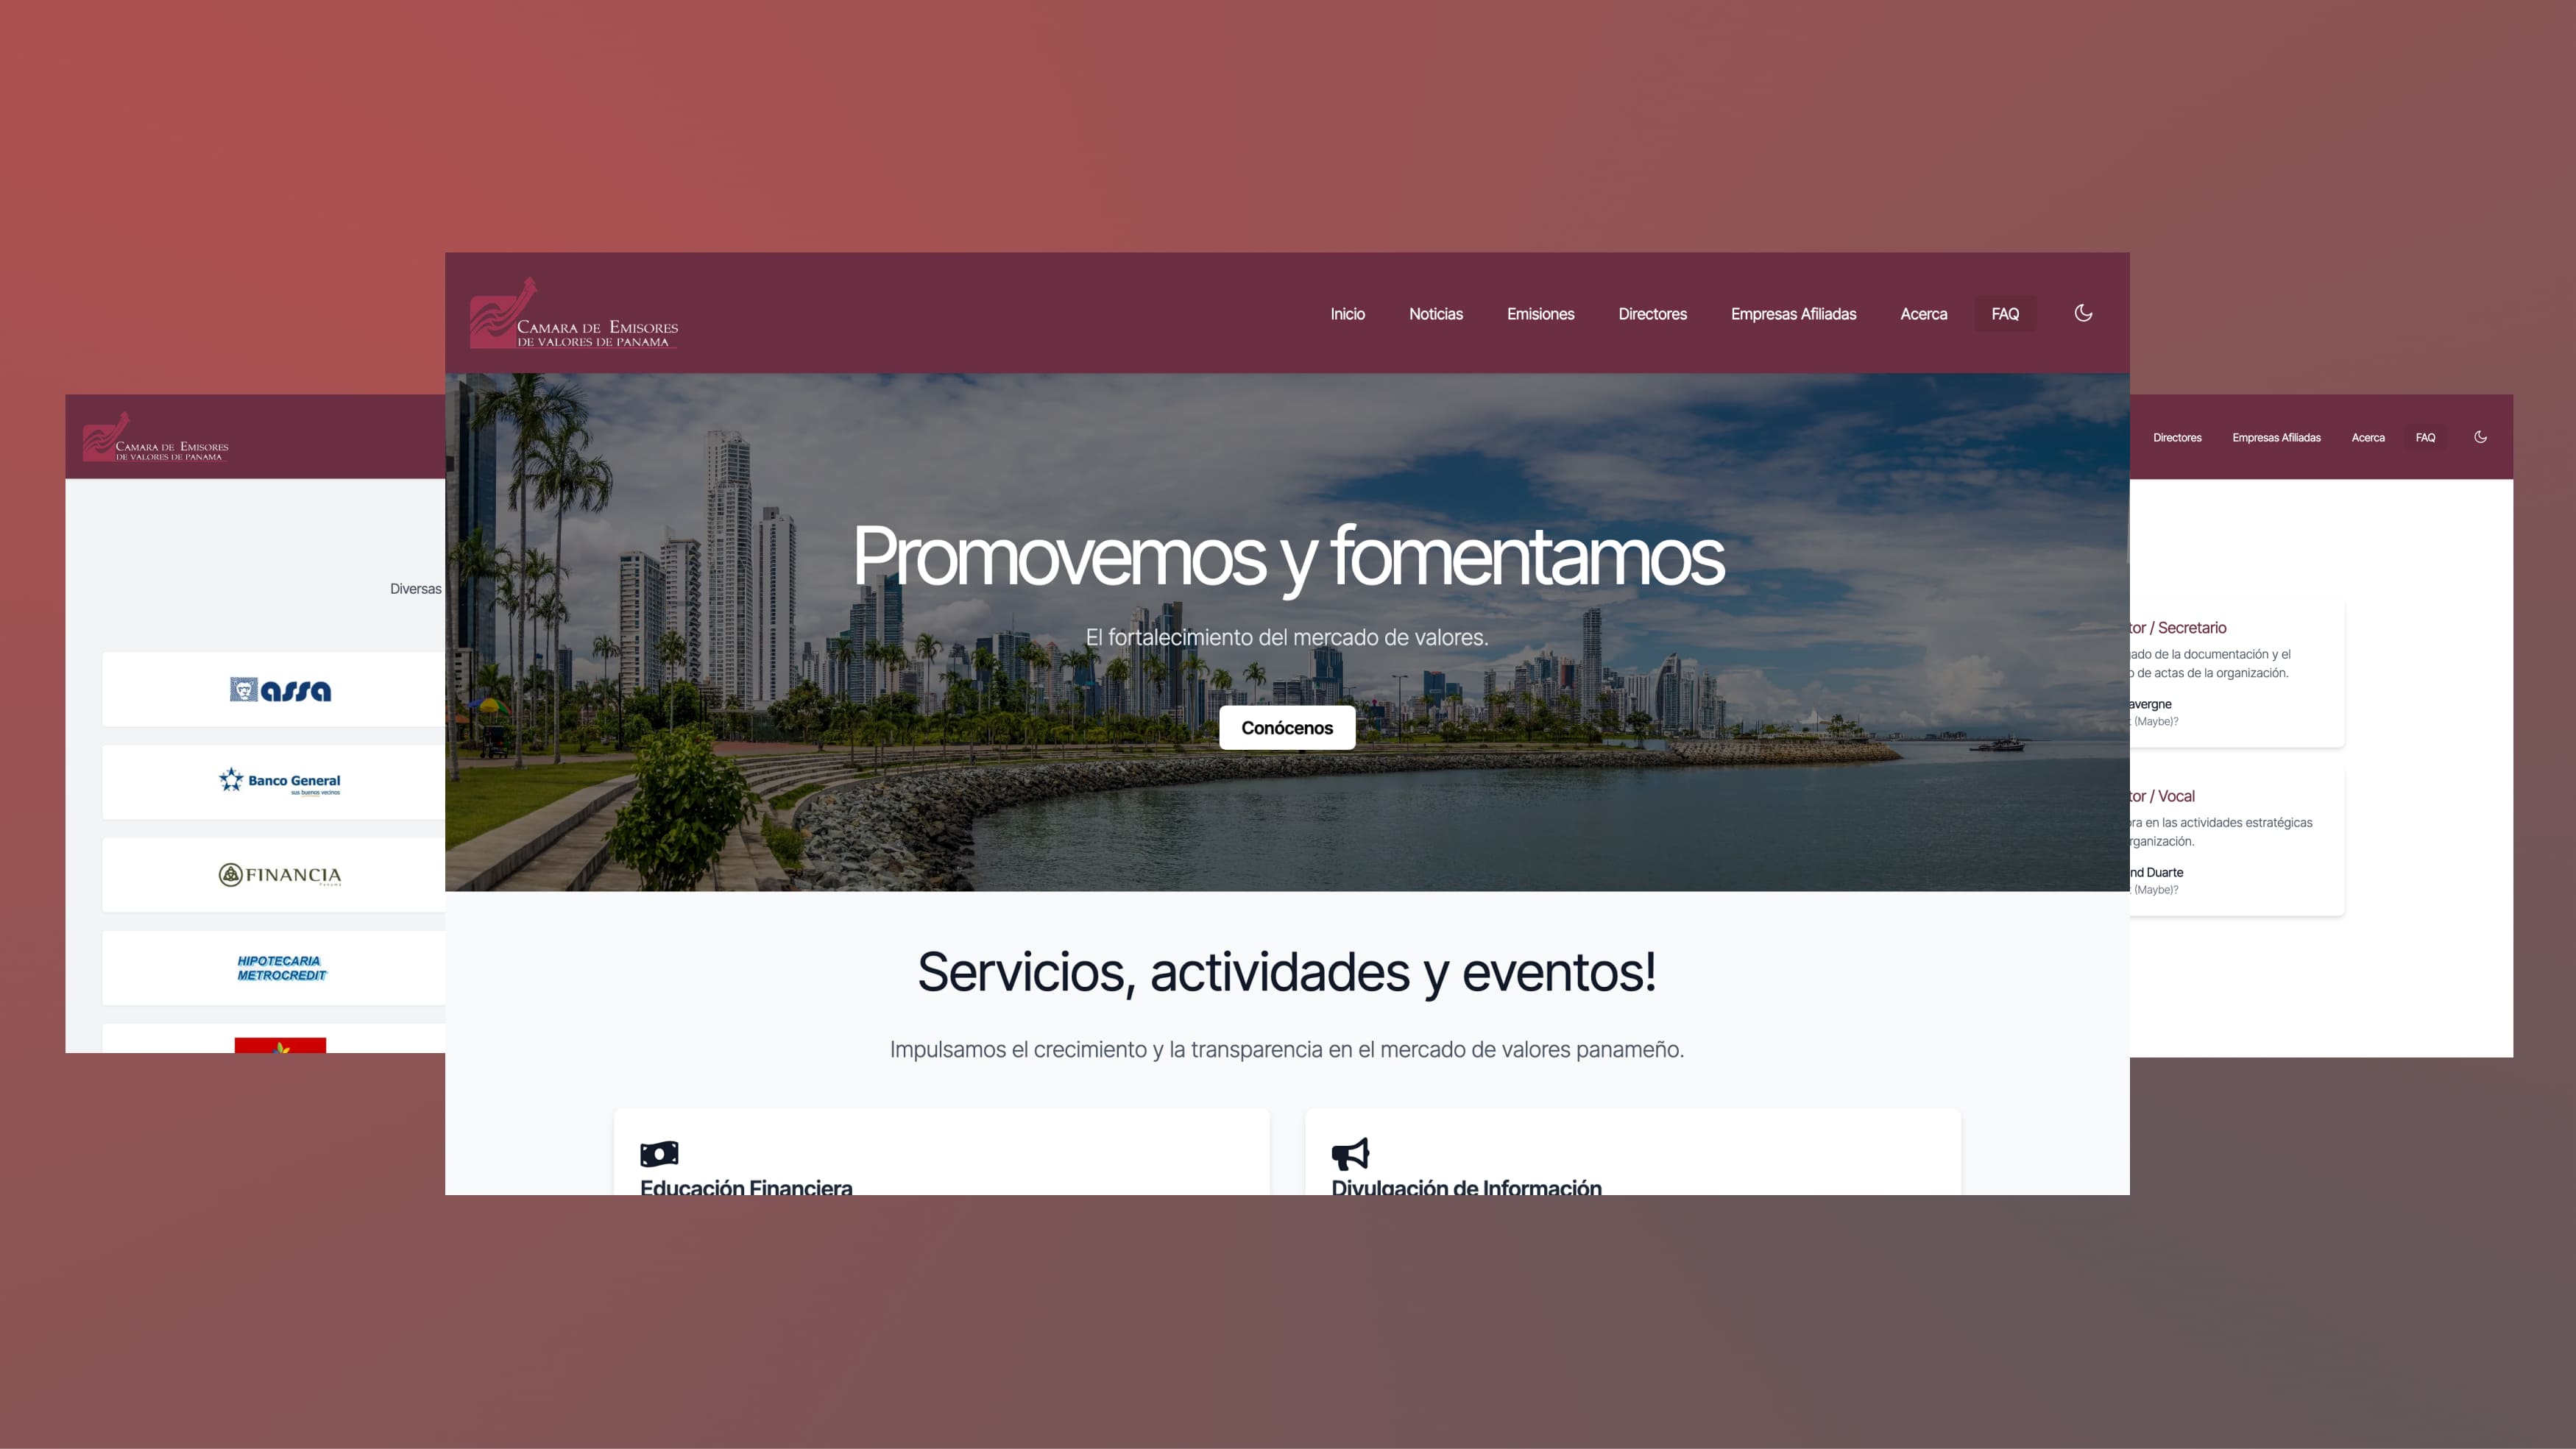 CAMARA DE EMISORES
DE VALORES DE PANAMA
Inicio Noticias Emisiones Directores Empresas Afiliadas Acerca FAQ
Promovemos y fomentamos
El fortalecimiento del mercado de valores.
Conócenos
Servicios, actividades y eventos!
Impulsamos el crecimiento y la transparencia en el mercado de valores panameño.
Educación Financiera
Divulgación de Información
CAMARA DE EMISORES
DE VALORES DE PANAMA
Diversas
assa
Banco General
sus buenos vecinos
FINANCIA
Panamá
HIPOTECARIA
METROCREDIT
Directores Empresas Afiliadas Acerca FAQ
tor / Secretario
ado de la documentación y el
o de actas de la organización.
avergne
(Maybe)?
tor / Vocal
ra en las actividades estratégicas
rganización.
nd Duarte
(Maybe)?